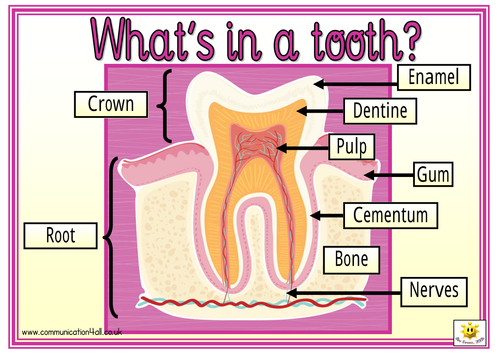 What's in a tooth?
Enamel
Crown
Dentine
Pulp
Gum
Cementum
Root
Bone
Nerves
www.communication4all.co.uk